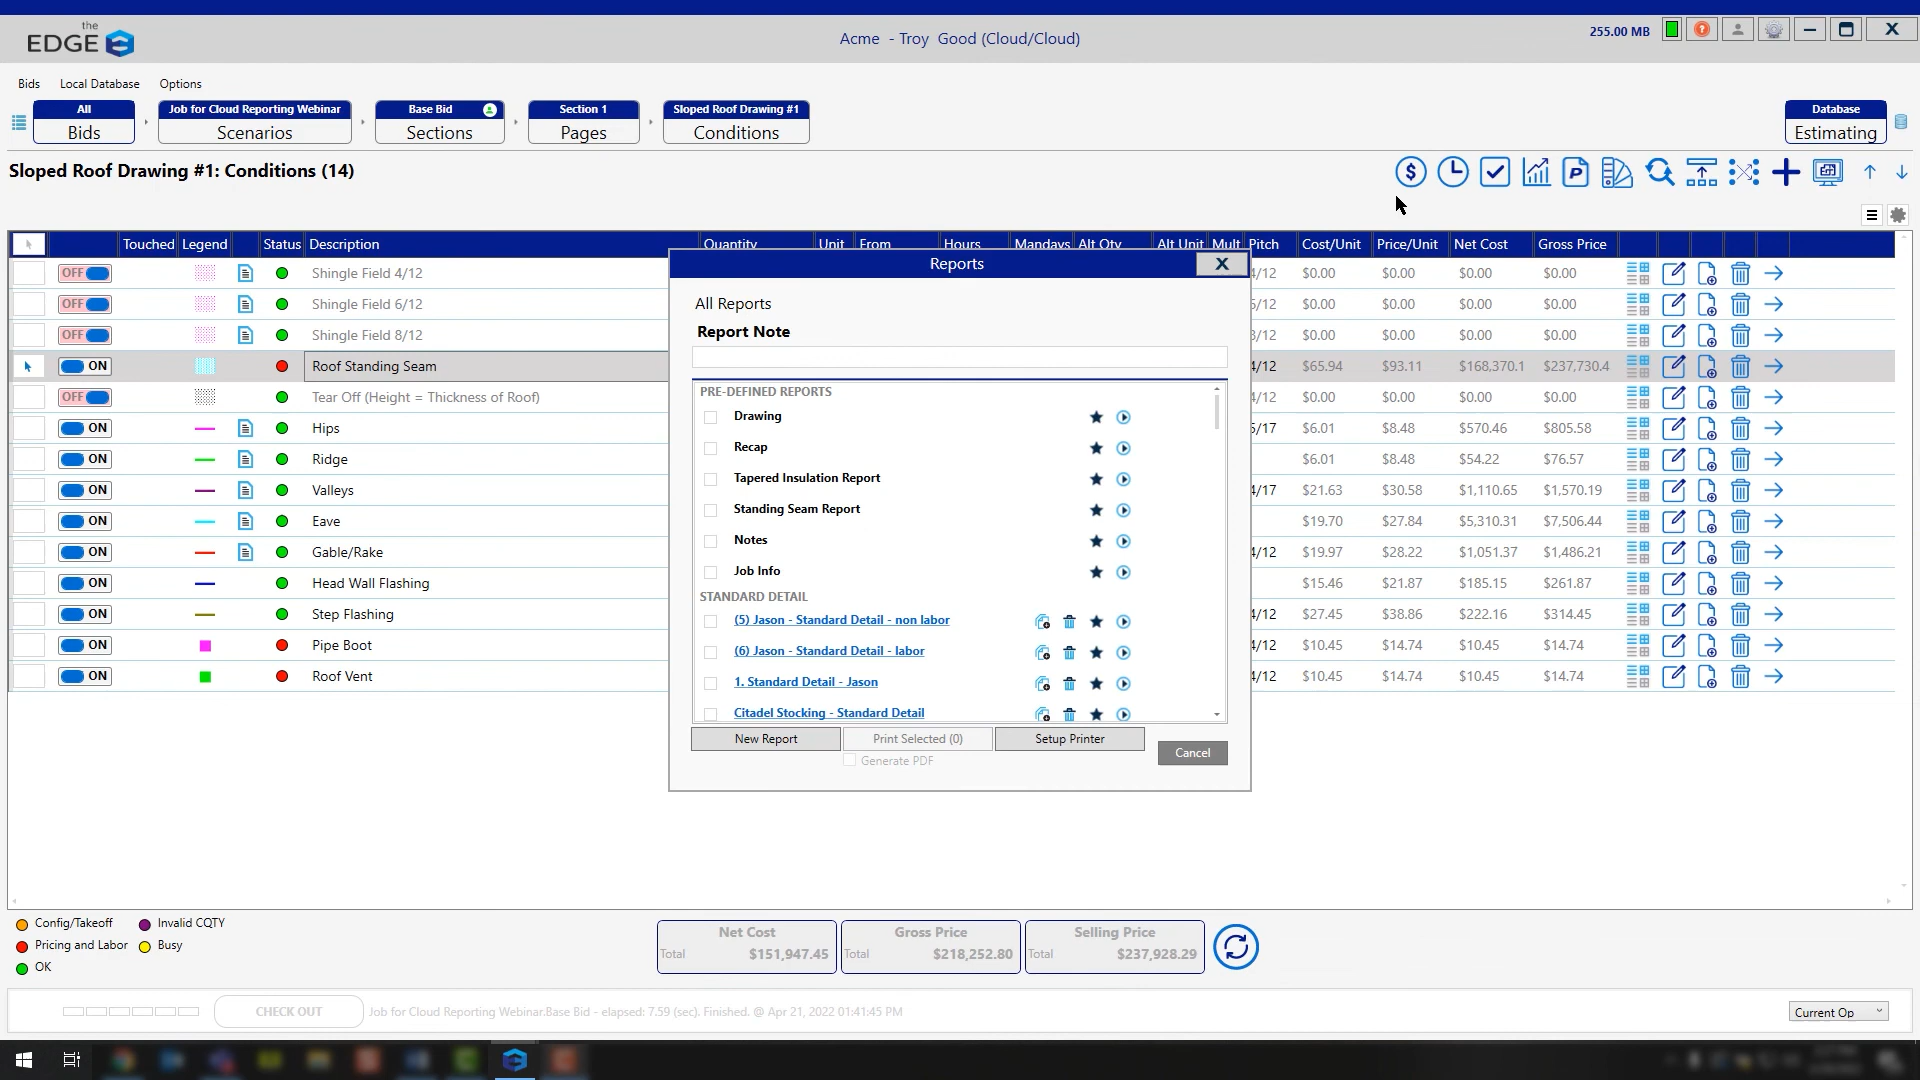 the
EDGE
Acme - Troy Good (Cloud/Cloud)
255.00 MB
X
Bids Local Database Options
All
Bids
Job for Cloud Reporting Webinar
Scenarios
Base Bid
Sections
Section 1
Pages
Sloped Roof Drawing #1
Conditions
Database
Estimating
Sloped Roof Drawing #1: Conditions (14)
Touched Legend Status Description Quantity Unit From Hours Mandays Alt Qty Alt Unit Mult Pitch Cost/Unit Price/Unit Net Cost Gross Price
OFF Shingle Field 4/12 4/12 $0.00 $0.00 $0.00 $0.00
OFF Shingle Field 6/12 $0.00 $0.00 $0.00 $0.00
OFF Shingle Field 8/12 $0.00 $0.00 $0.00 $0.00
ON Roof Standing Seam 4/12 $65.94 $93.11 $168,370.1 $237,730.4
OFF Tear Off (Height = Thickness of Roof) 4/12 $0.00 $0.00 $0.00 $0.00
ON Hips $6.01 $8.48 $570.46 $805.58
ON Ridge $6.01 $8.48 $54.22 $76.57
ON Valleys $21.63 $30.58 $1,110.65 $1,570.19
ON Eave $19.70 $27.84 $5,310.31 $7,506.44
ON Gable/Rake 4/12 $19.97 $28.22 $1,051.37 $1,486.21
ON Head Wall Flashing $15.46 $21.87 $185.15 $261.87
ON Step Flashing 4/12 $27.45 $38.86 $222.16 $314.45
ON Pipe Boot 4/12 $10.45 $14.74 $10.45 $14.74
ON Roof Vent 4/12 $10.45 $14.74 $10.45 $14.74
Reports
X
All Reports
Report Note
PRE-DEFINED REPORTS
Drawing
Recap
Tapered Insulation Report
Standing Seam Report
Notes
Job Info
STANDARD DETAIL
(5) Jason - Standard Detail - non labor
(6) Jason - Standard Detail - labor
1. Standard Detail - Jason
Citadel Stocking - Standard Detail
New Report
Print Selected (0)
Setup Printer
Generate PDF
Cancel
Config/Takeoff
Invalid CQTY
Pricing and Labor
Busy
OK
Net Cost
Total $151,947.45
Gross Price
Total $218,252.80
Selling Price
Total $237,928.29
CHECK OUT
Job for Cloud Reporting Webinar.Base Bid - elapsed: 7.59 (sec). Finished. @ Apr 21, 2022 01:41:45 PM
Current Op